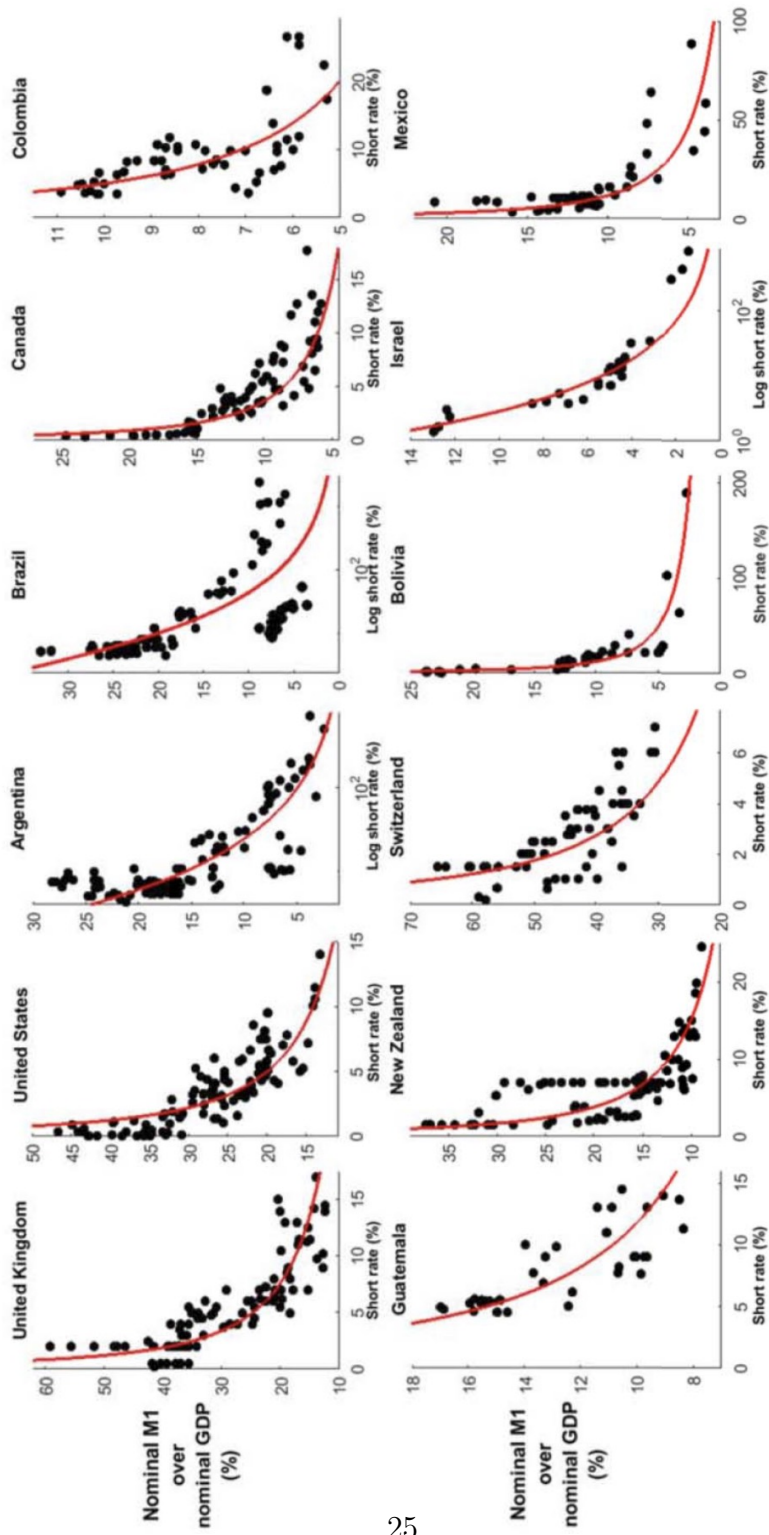 Nominal M1
over
nominal GDP
(%)
United Kingdom
60
50
40
30
20
10
0 5 10 15
Short rate (%)
United States
50
45
40
35
30
25
20
15
0 5 10 15
Short rate (%)
Argentina
30
25
20
15
10
5
10²
Log short rate (%)
Brazil
30
25
20
15
10
5
0
10²
Log short rate (%)
Canada
25
20
15
10
5
0 5 10 15
Short rate (%)
Colombia
11
10
9
8
7
6
5
0 10 20
Short rate (%)
Nominal M1
over
nominal GDP
(%)
Guatemala
18
16
14
12
10
8
0 5 10 15
Short rate (%)
New Zealand
35
30
25
20
15
10
0 10 20
Short rate (%)
Switzerland
70
60
50
40
30
20
0 2 4 6
Short rate (%)
Bolivia
25
20
15
10
5
0
0 100 200
Short rate (%)
Israel
14
12
10
8
6
4
2
0
10⁰ 10²
Log short rate (%)
Mexico
20
15
10
5
0 50 100
Short rate (%)
25